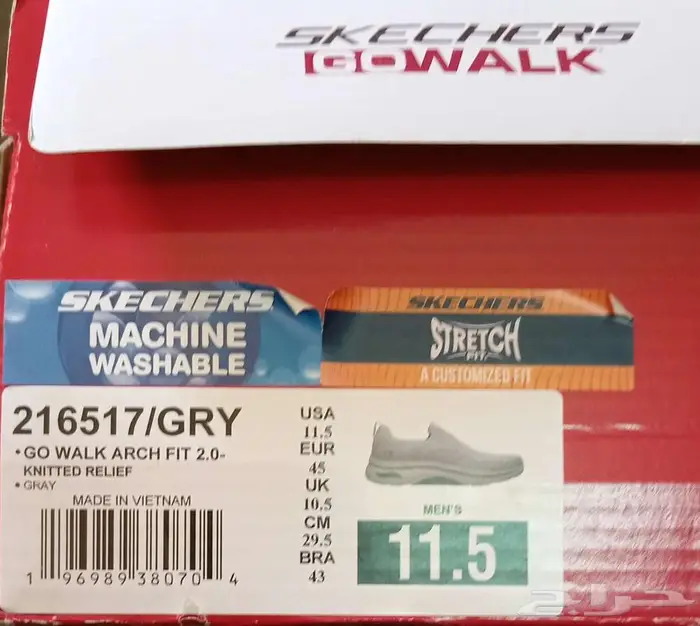 SKECHERS
GOWALK
SKECHERS
MACHINE
WASHABLE
SKECHERS
STRETCH
FIT
A CUSTOMIZED FIT
216517/GRY
• GO WALK ARCH FIT 2.0-
KNITTED RELIEF
• GRAY
MADE IN VIETNAM
1 96989 38070 4
USA
11.5
EUR
45
UK
10.5
CM
29.5
BRA
43
MEN'S
11.5
حراج